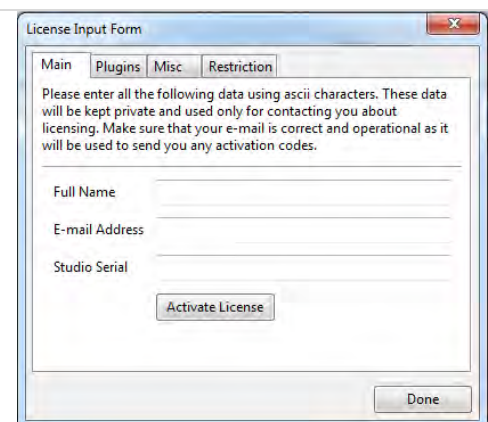 License Input Form
x
Main Plugins Misc Restriction
Please enter all the following data using ascii characters. These data
will be kept private and used only for contacting you about
licensing. Make sure that your e-mail is correct and operational as it
will be used to send you any activation codes.
Full Name
E-mail Address
Studio Serial
Activate License
Done